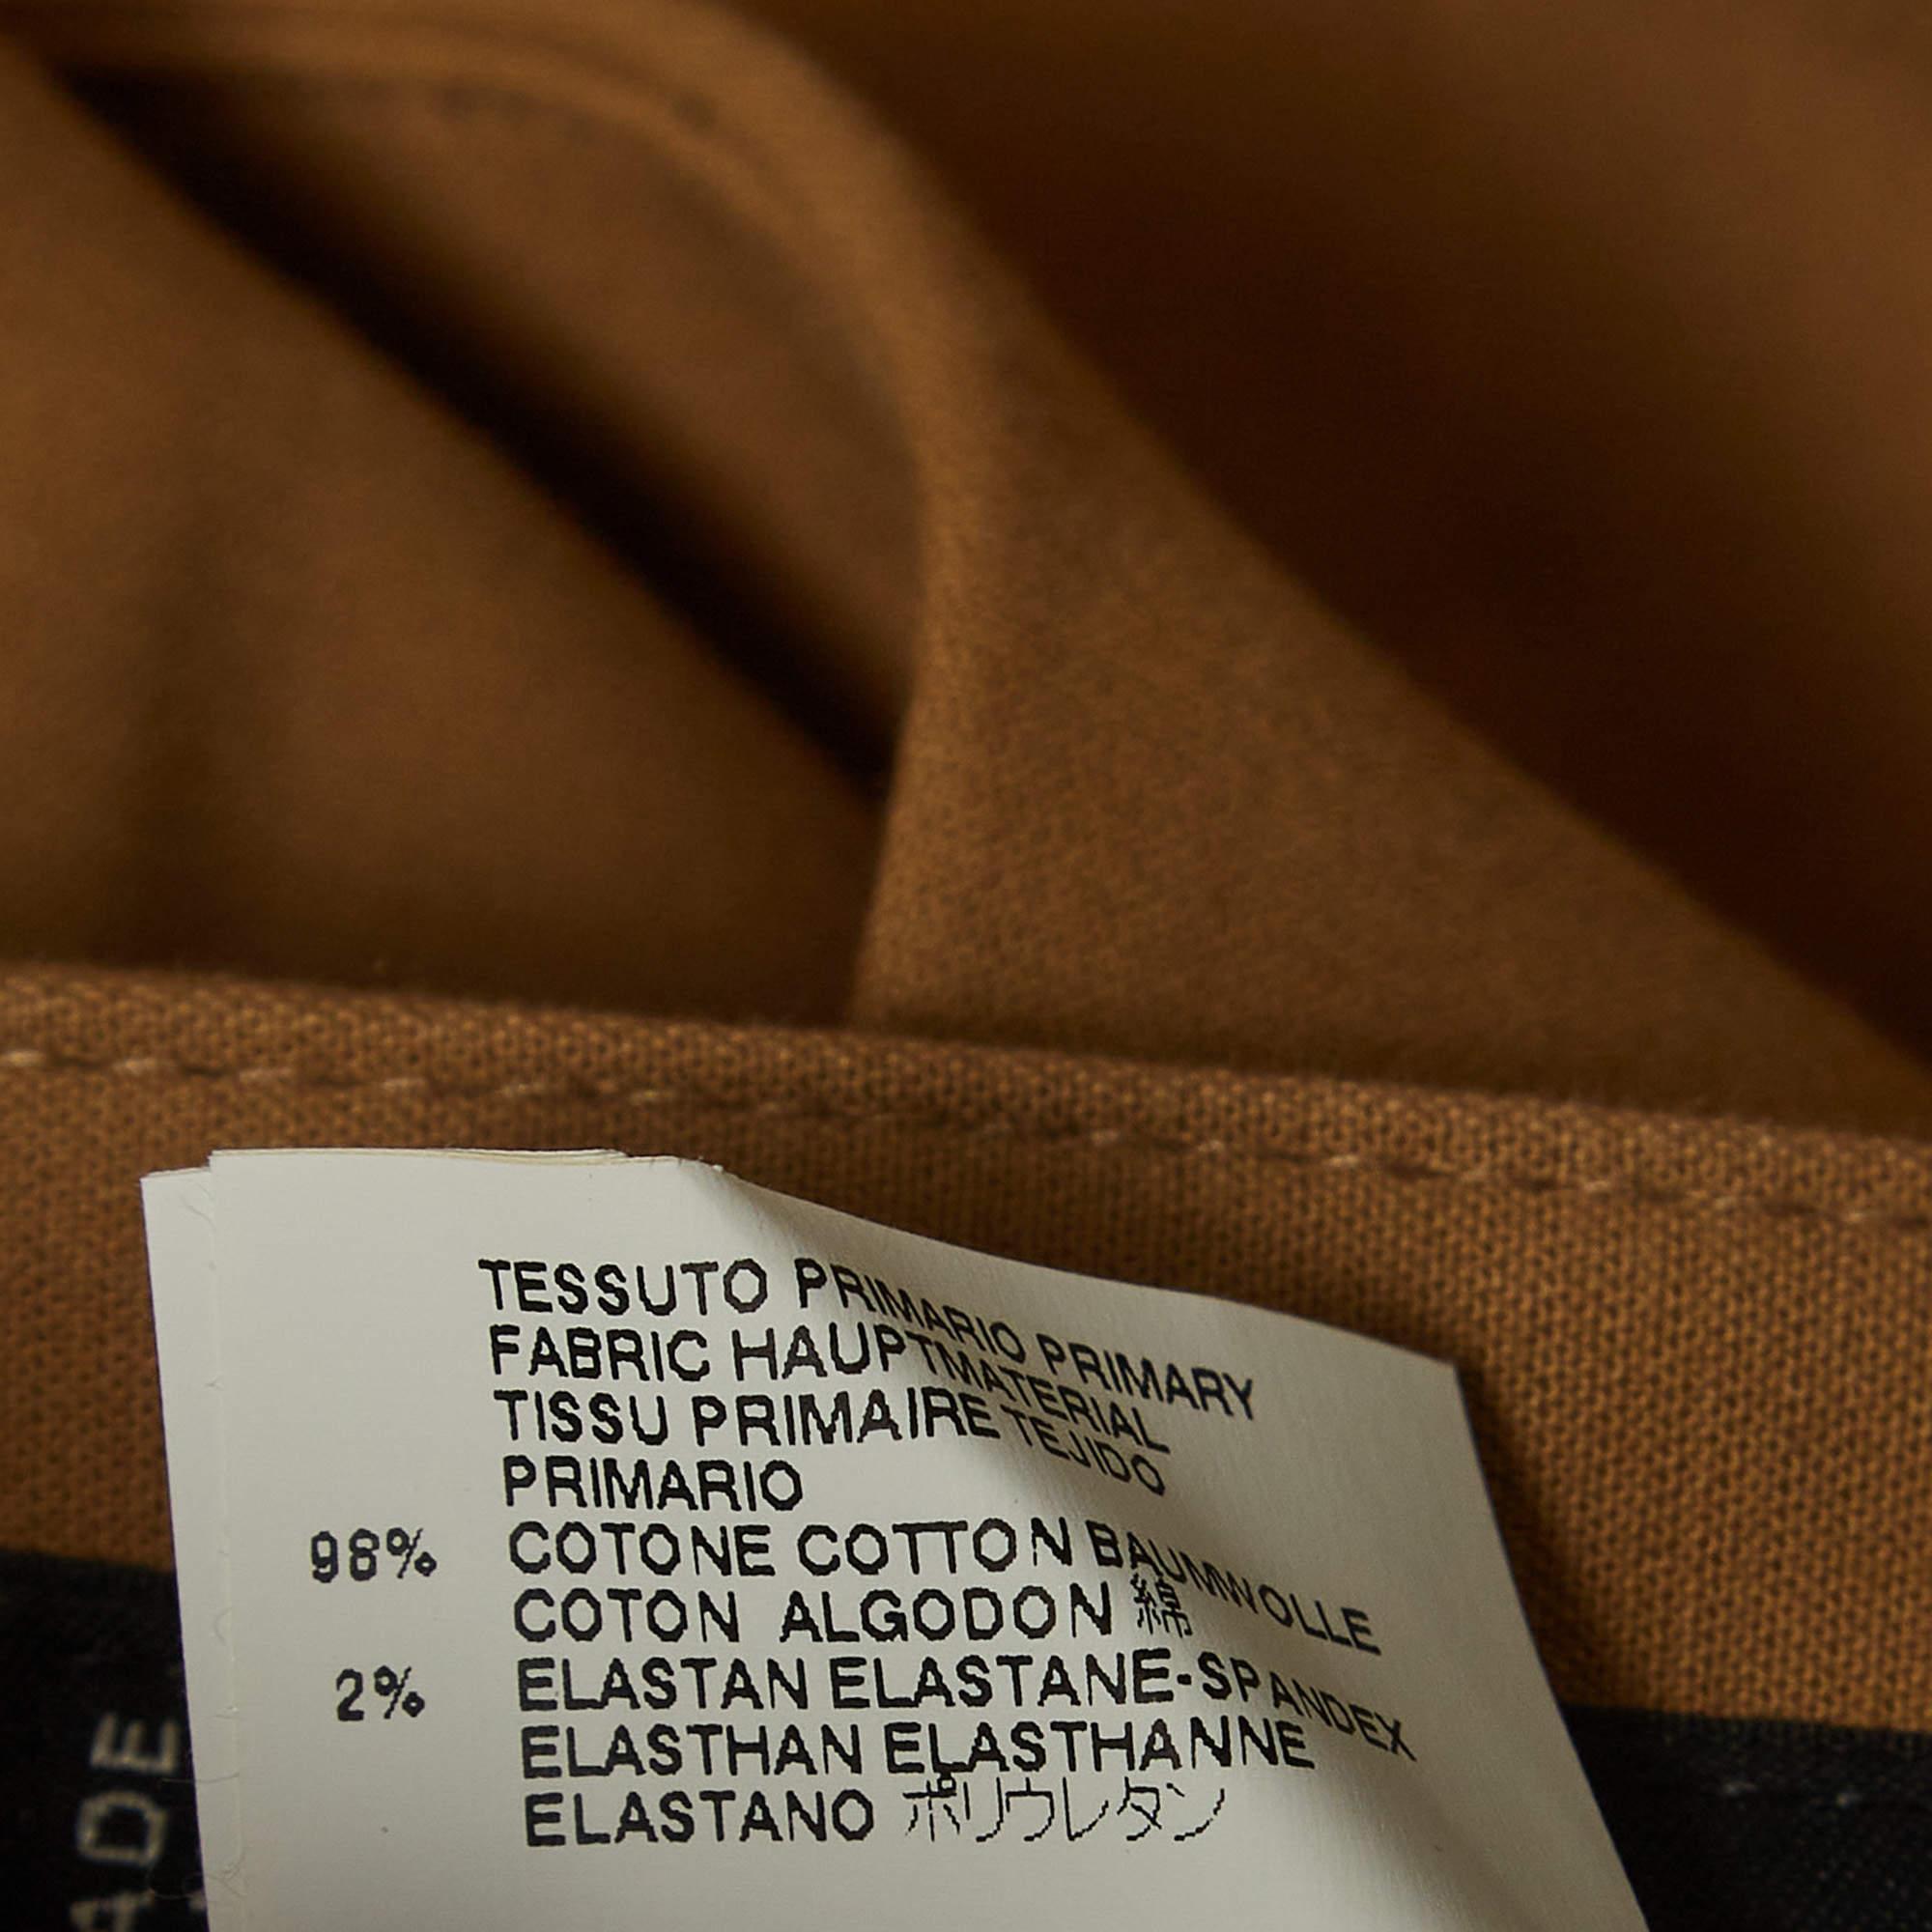 TESSUTO PRIMARIO PRIMARY
FABRIC HAUPTMATERIAL
TISSU PRIMAIRE TEJIDO
PRIMARIO
98% COTONE COTTON BAUMWOLLE
COTON ALGODON 綿
2% ELASTAN ELASTANE-SPANDEX
ELASTHAN ELASTHANNE
ELASTANO ポリウレタン
ADE